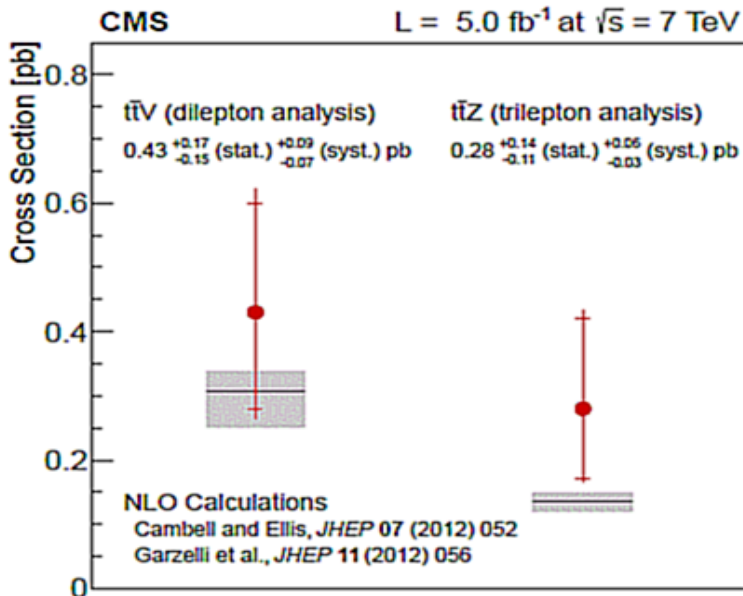 CMS
L = 5.0 fb⁻¹ at √s = 7 TeV
Cross Section [pb]
0.8
0.6
0.4
0.2
0
tt̄V (dilepton analysis)
0.43 +0.17 -0.15 (stat.) +0.09 -0.07 (syst.) pb
tt̄Z (trilepton analysis)
0.28 +0.14 -0.11 (stat.) +0.06 -0.03 (syst.) pb
NLO Calculations
Cambell and Ellis, JHEP 07 (2012) 052
Garzelli et al., JHEP 11 (2012) 056